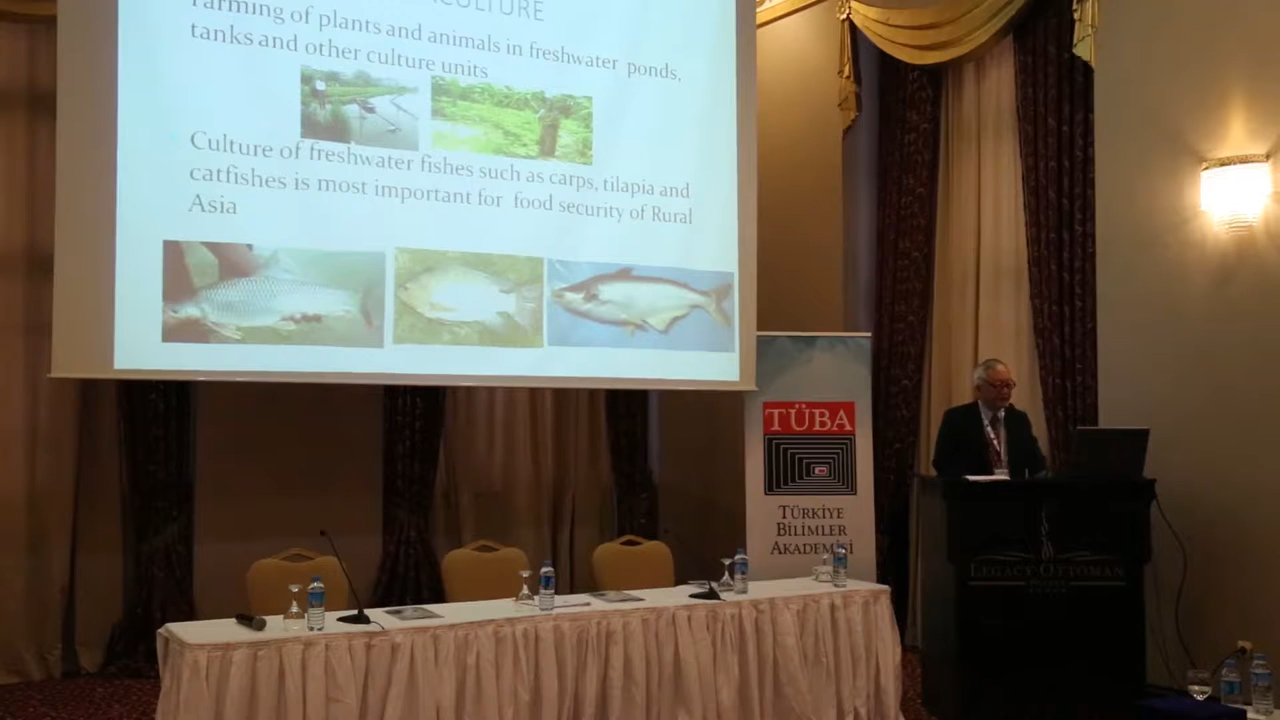 Farming of plants and animals in freshwater ponds,
tanks and other culture units
Culture of freshwater fishes such as carps, tilapia and
catfishes is most important for food security of Rural
Asia
TÜBA
TÜRKİYE
BİLİMLER
AKADEMİSİ
LEGACY OTTOMAN